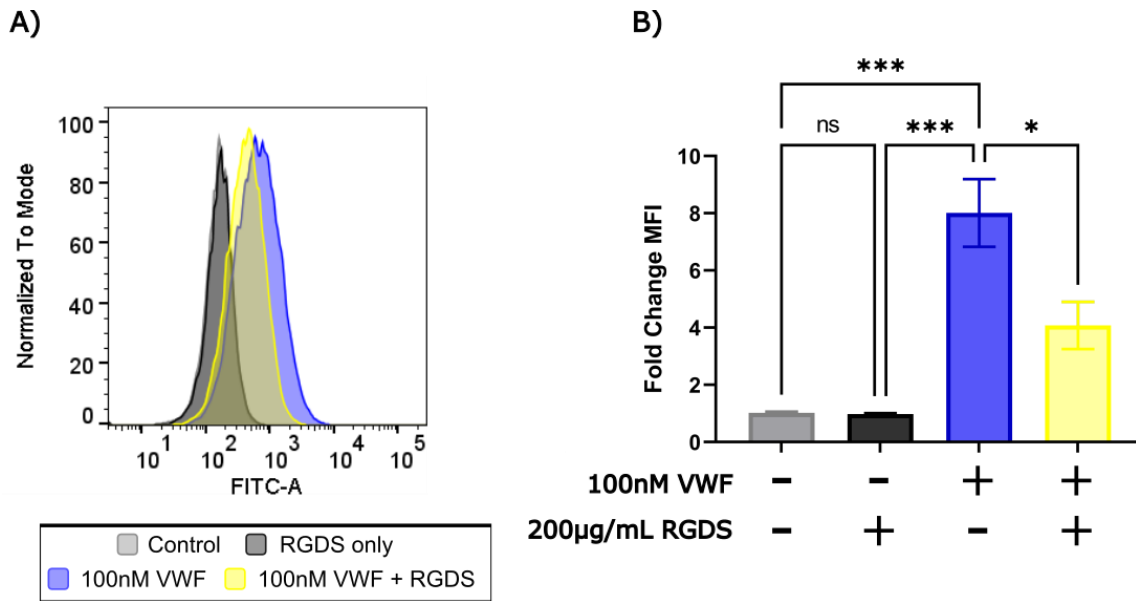 A)
Normalized To Mode
100
80
60
40
20
0
10^1 10^2 10^3 10^4 10^5
FITC-A
Control RGDS only
100nM VWF 100nM VWF + RGDS
B)
***
ns *** *
Fold Change MFI
10
8
6
4
2
0
100nM VWF - - + +
200µg/mL RGDS - + - +